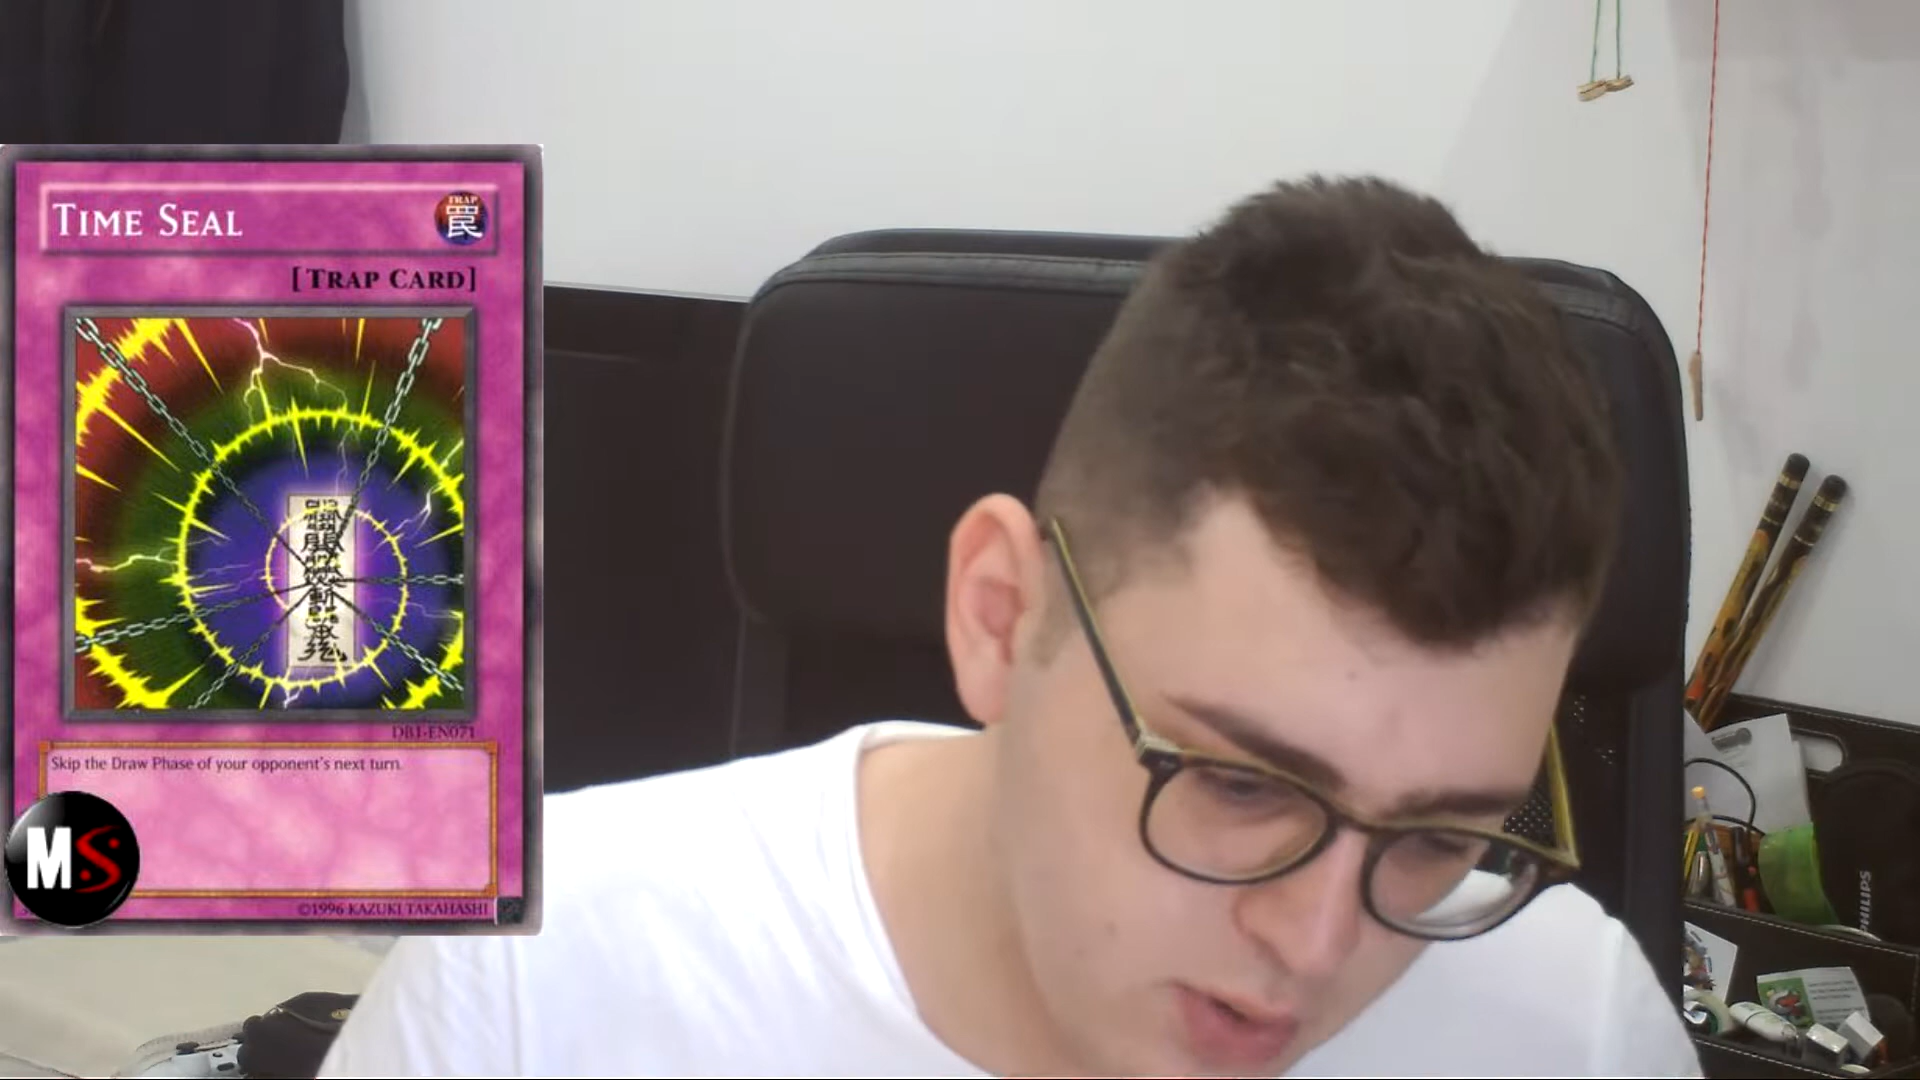 TIME SEAL
TRAP
罠
[TRAP CARD]
DB1-EN071
Skip the Draw Phase of your opponent's next turn.
MS
©1996 KAZUKI TAKAHASHI
PHILIPS